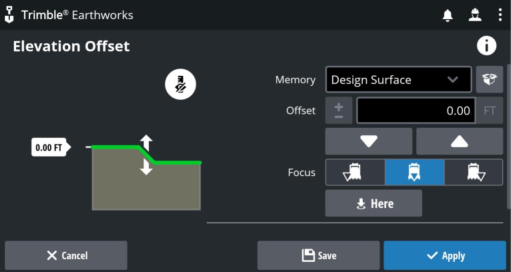 Trimble® Earthworks
Elevation Offset
Memory Design Surface
Offset 0.00 FT
0.00 FT
Focus
Here
Cancel Save Apply